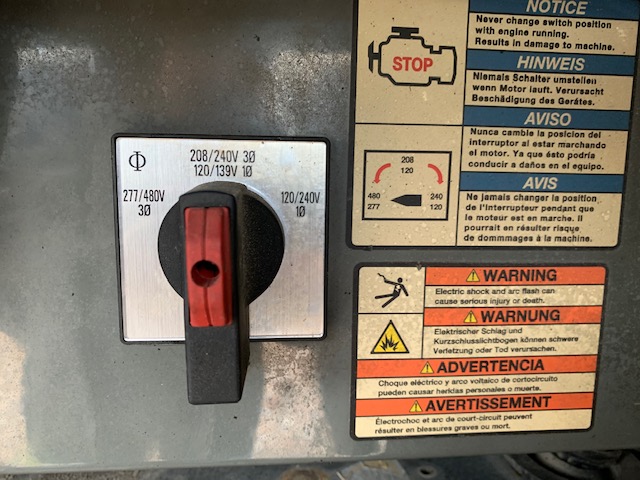 Φ
208/240V 3Ø
120/139V 1Ø
277/480V
3Ø
120/240V
1Ø
STOP
208
120
480
277
240
120
NOTICE
Never change switch position
with engine running.
Results in damage to machine.
HINWEIS
Niemals Schalter umstellen
wenn Motor lauft. Verursacht
Beschädigung des Gerätes.
AVISO
Nunca cambie la posicion del
interruptor al estar marchando
el motor. Ya que ésto podría
conducir a daños en el equipo.
AVIS
Ne jamais changer la position
de l'interrupteur pendant que
le moteur est en marche. Il
pourrait en résulter risque
de dommmages à la machine.
WARNING
Electric shock and arc flash can
cause serious injury or death.
WARNUNG
Elektrischer Schlag und
Kurzschlusslichtbogen können schwere
Verletzung oder Tod verursachen.
ADVERTENCIA
Choque eléctrico y arco voltaico de cortocircuito
pueden causar heridas personales o muerte.
AVERTISSEMENT
Électrochoc et arc de court-circuit peuvent
résulter en blessures graves ou mort.